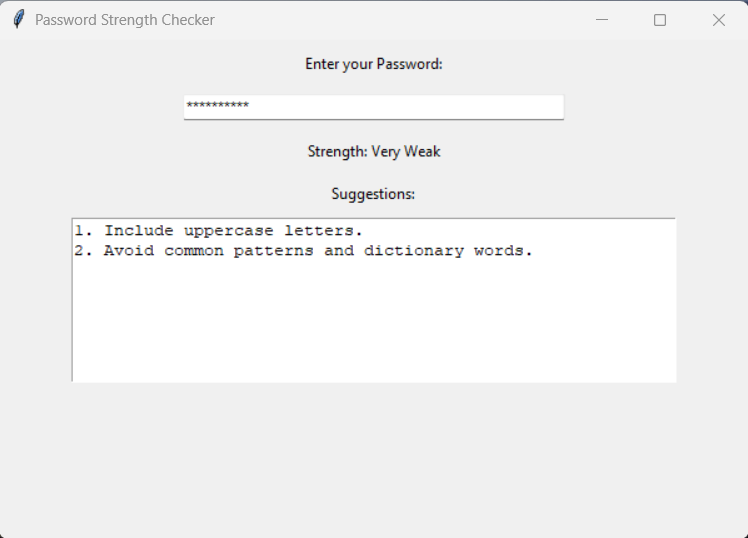 Password Strength Checker
Enter your Password:
**********
Strength: Very Weak
Suggestions:
1. Include uppercase letters.
2. Avoid common patterns and dictionary words.